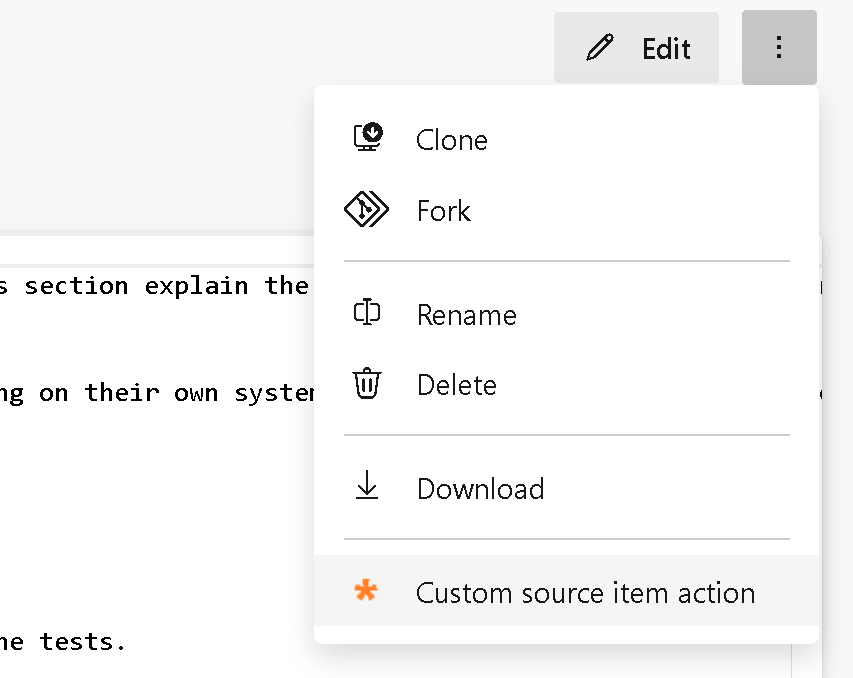 Edit
Clone
Fork
s section explain the
Rename
Delete
ng on their own system
Download
Custom source item action
ne tests.